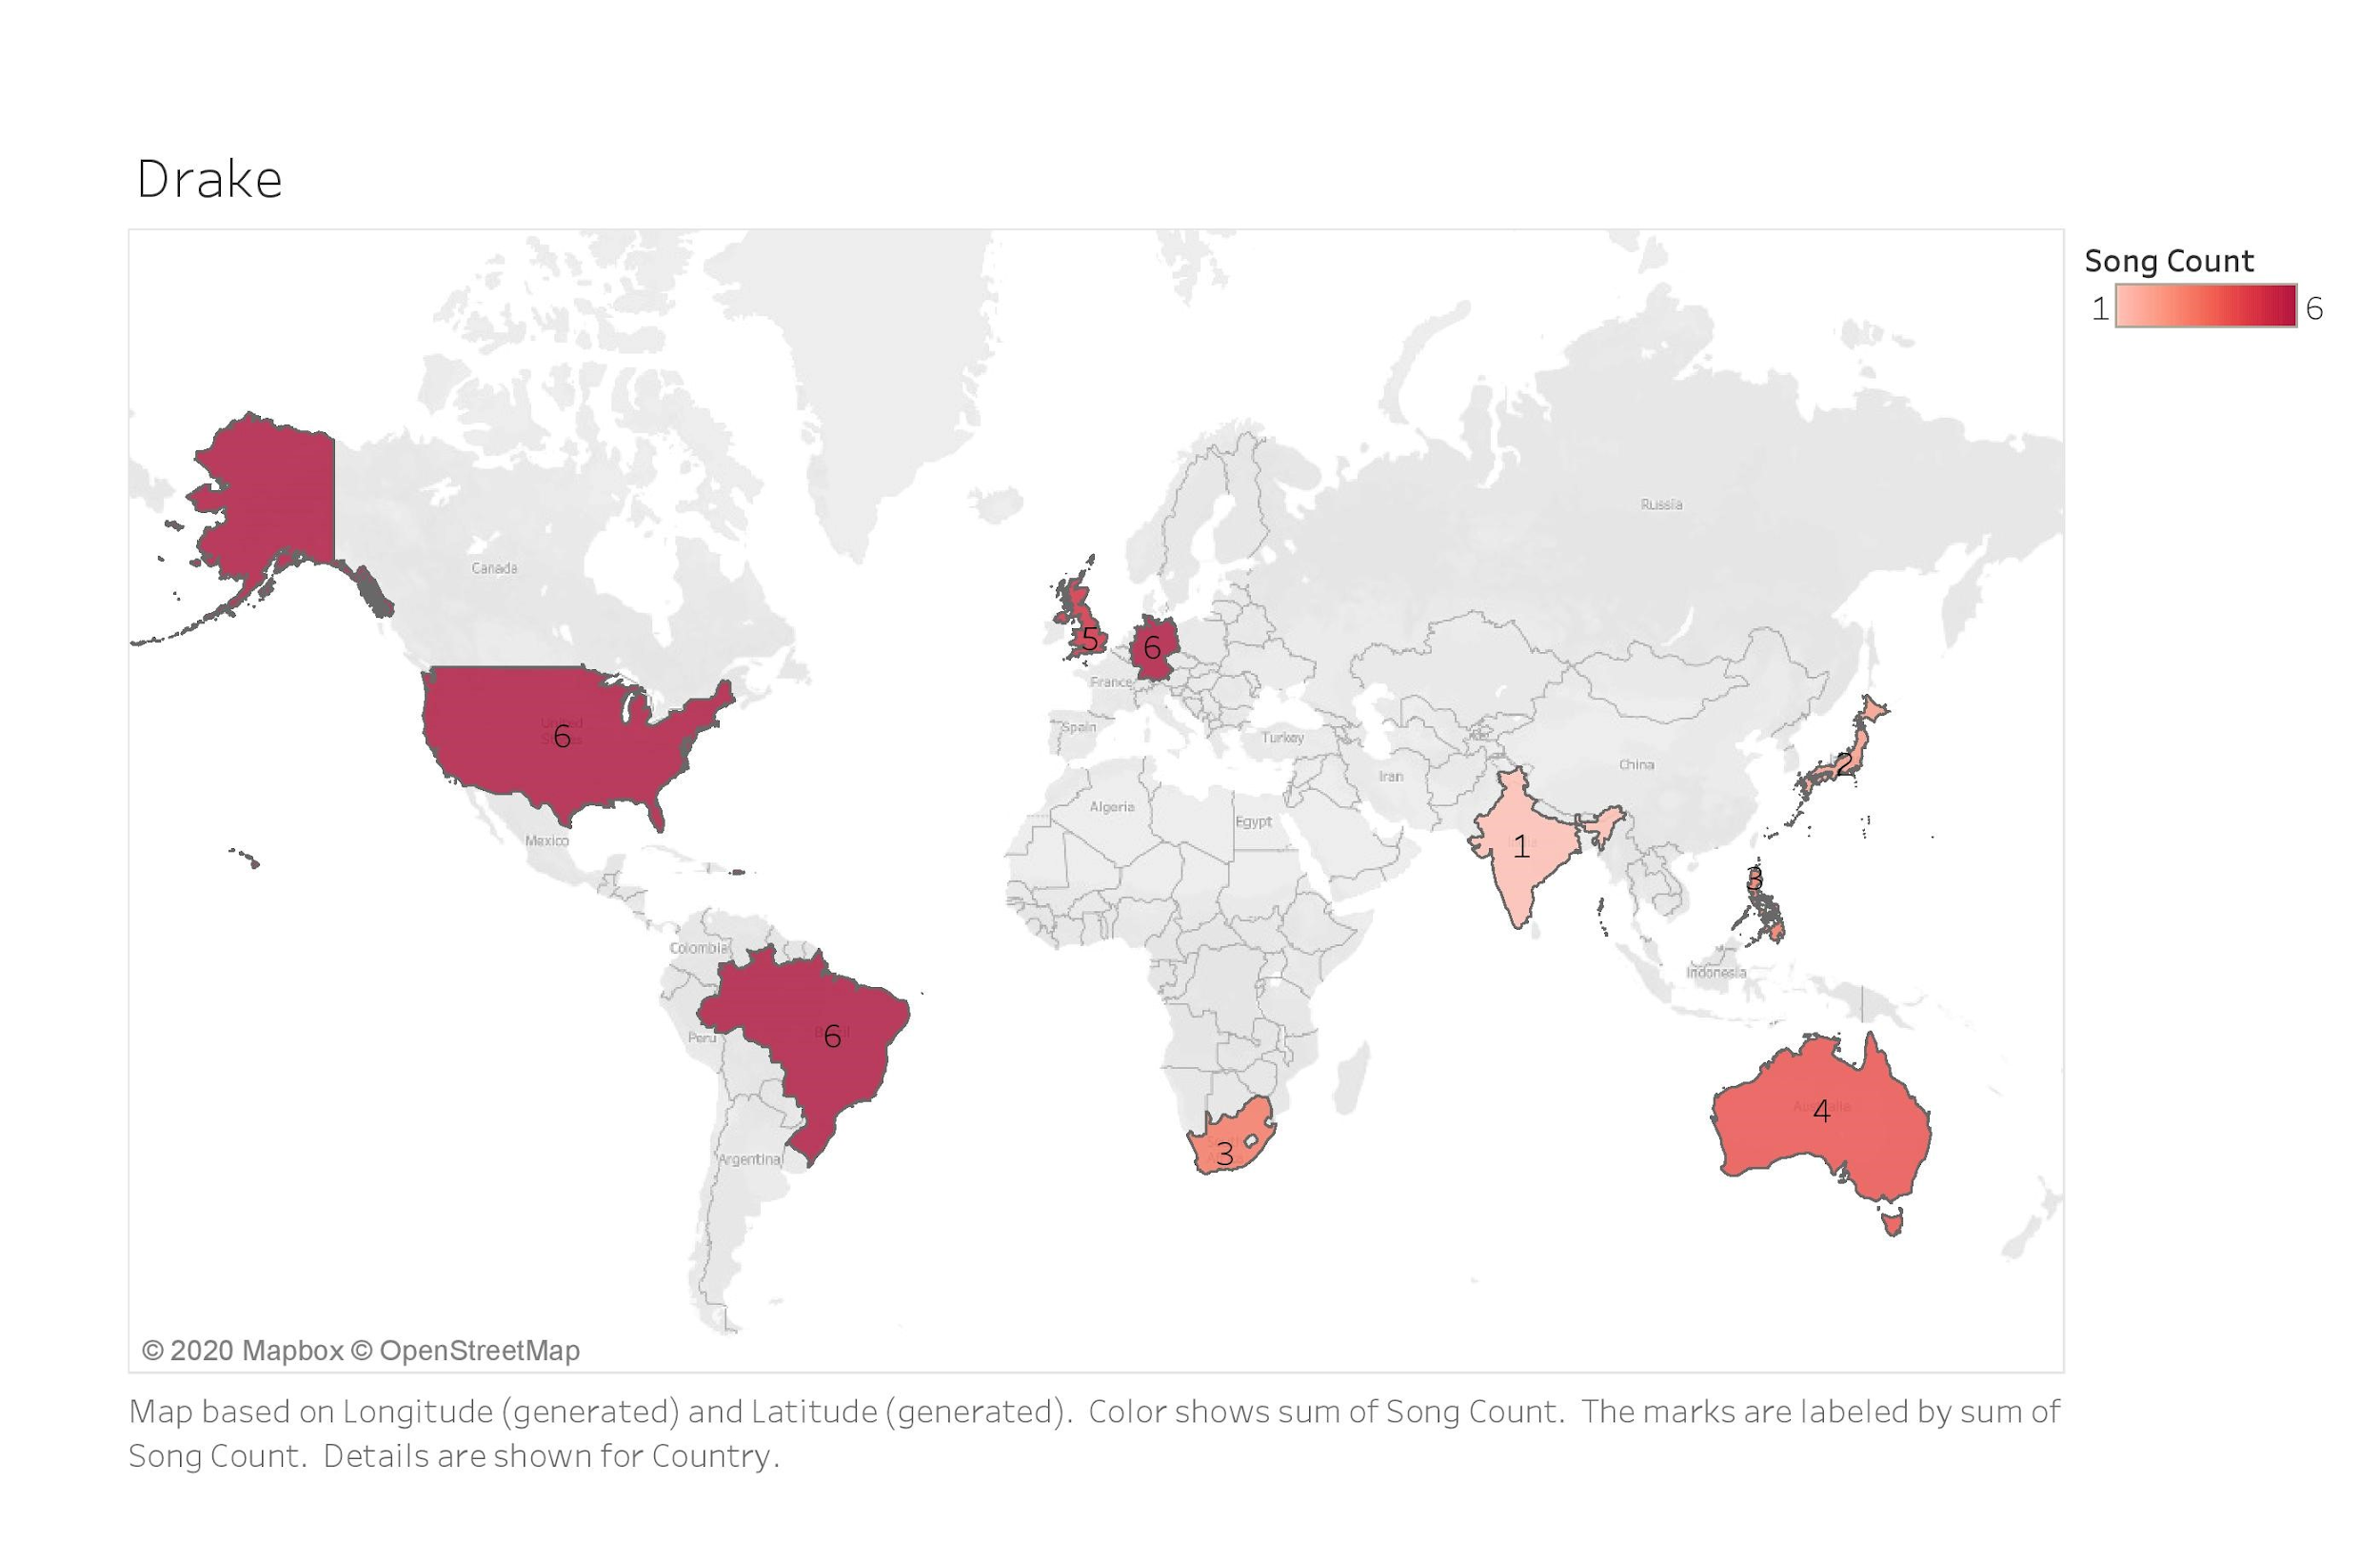 Drake
Song Count
1 6
Russia
Canada
5
6
France
United
6
Spain
Turkey
2
China
Iran
Algeria
Egypt
Mexico
1
3
Colombia
Indonesia
6
Peru
4
3
Argentina
© 2020 Mapbox © OpenStreetMap
Map based on Longitude (generated) and Latitude (generated).  Color shows sum of Song Count.  The marks are labeled by sum of
Song Count.  Details are shown for Country.